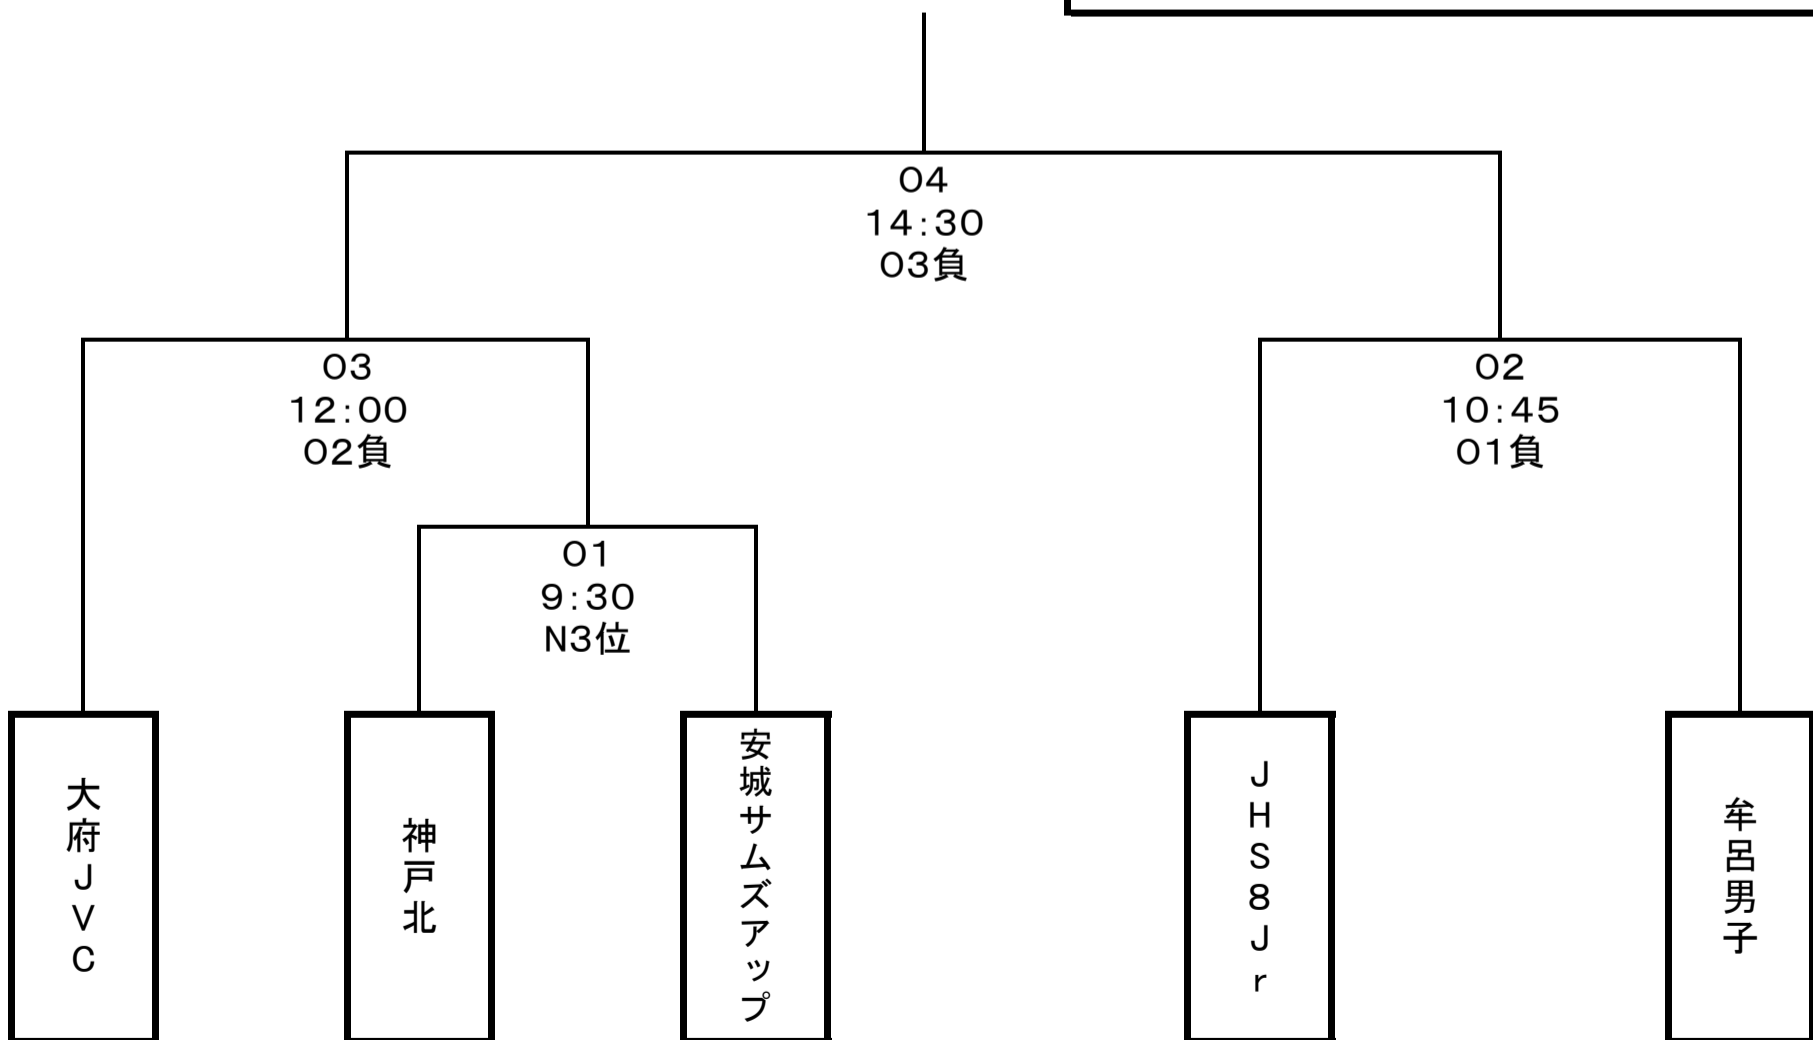 O4
14:30
O3負
O3
12:00
O2負
O2
10:45
O1負
O1
9:30
N3位
大府JVC
神戸北
安城サムズアップ
JHS8Jr
牟呂男子